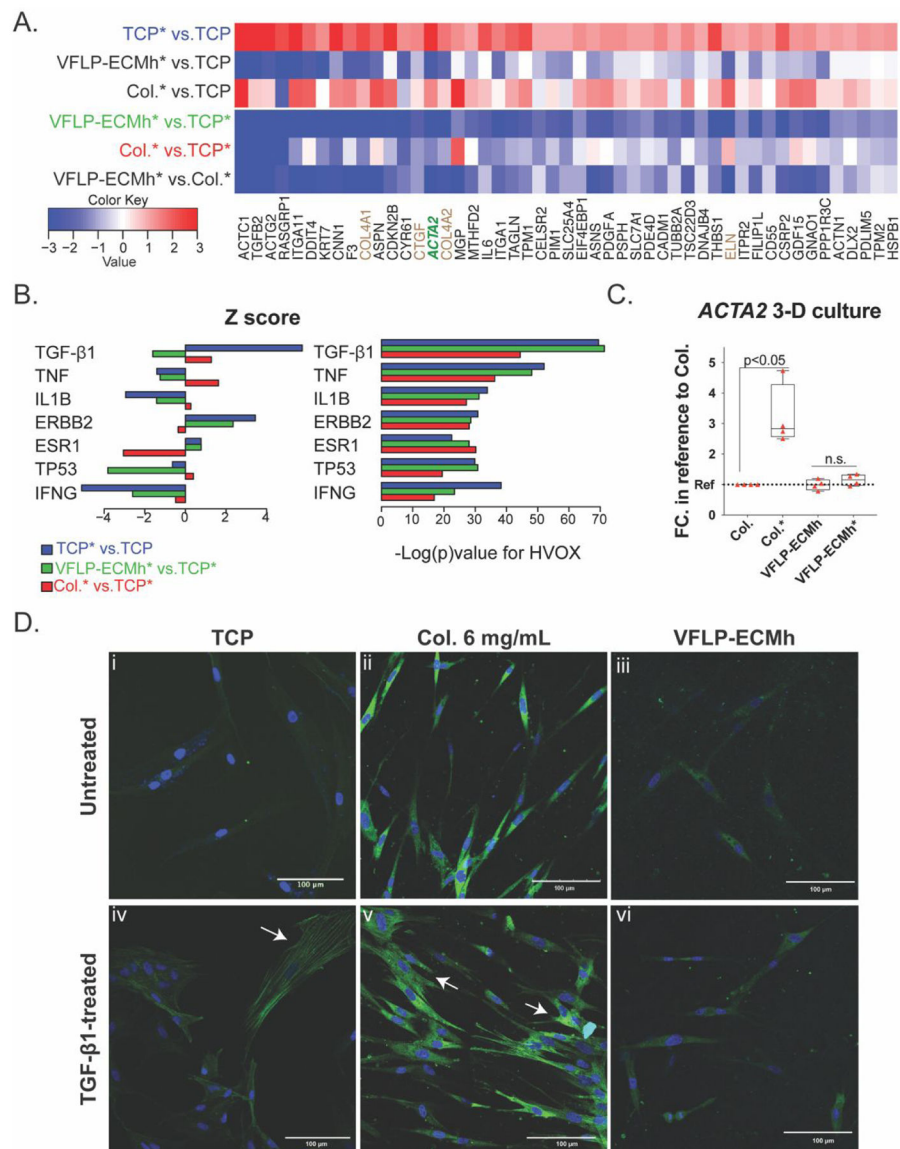 A.
TCP* vs.TCP
VFLP-ECMh* vs.TCP
Col.* vs.TCP
VFLP-ECMh* vs.TCP*
Col.* vs.TCP*
VFLP-ECMh* vs.Col.*
Color Key
−3 −2 −1 0 1 2 3
Value
ACTC1
TGFB2
ACTG2
RASGRP1
ITGA11
DDIT4
KRT7
CNN1
F3
COL4A1
ASPN
CDKN2B
CYR61
CTGF
ACTA2
COL4A2
MGP
MTHFD2
IL6
ITGA1
TAGLN
TPM1
CELSR2
PIM1
SLC25A4
EIF4EBP1
ASNS
PDGFA
PSPH
SLC7A1
PDE4D
CADM1
TUBB2A
TSC22D3
DNAJB4
THBS1
ELN
ITPR2
FILIP1L
CD55
CSRP2
GDF15
GNAO1
PPP1R3C
ACTN1
DLX2
PDLIM5
TPM2
HSPB1
B.
Z score
TGF-β1
TNF
IL1B
ERBB2
ESR1
TP53
IFNG
−4 −2 0 2 4
TGF-β1
TNF
IL1B
ERBB2
ESR1
TP53
IFNG
0 10 20 30 40 50 60 70
-Log(p)value for HVOX
TCP* vs.TCP
VFLP-ECMh* vs.TCP*
Col.* vs.TCP*
C.
ACTA2 3-D culture
FC. in reference to Col.
5
4
3
2
Ref
0
p<0.05
n.s.
Col.
Col.*
VFLP-ECMh
VFLP-ECMh*
D.
TCP
Col. 6 mg/mL
VFLP-ECMh
Untreated
i
100 µm
ii
100 µm
iii
100 µm
TGF-β1-treated
iv
100 µm
v
100 µm
vi
100 µm